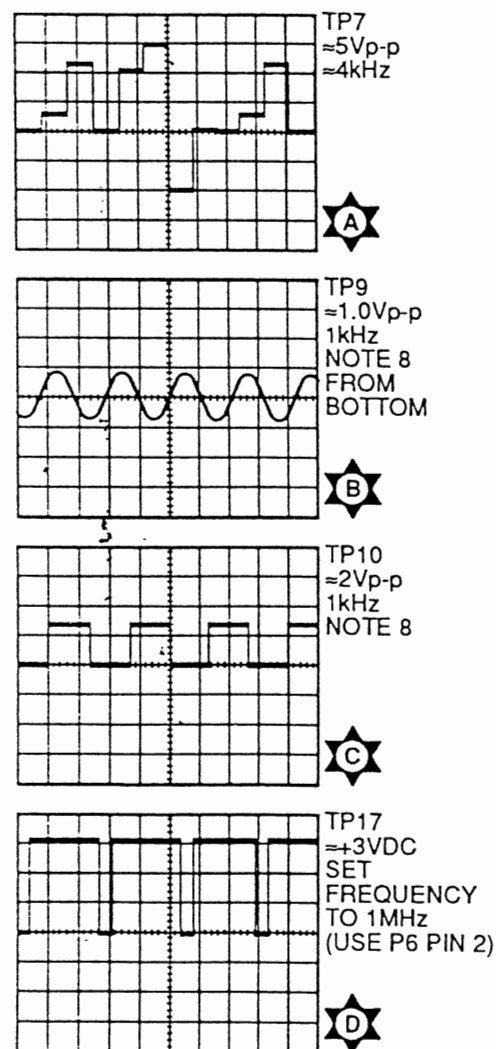 TP7
≈5Vp-p
≈4kHz
A
TP9
≈1.0Vp-p
1kHz
NOTE 8
FROM
BOTTOM
B
TP10
≈2Vp-p
1kHz
NOTE 8
C
TP17
≈+3VDC
SET
FREQUENCY
TO 1MHz
(USE P6 PIN 2)
D